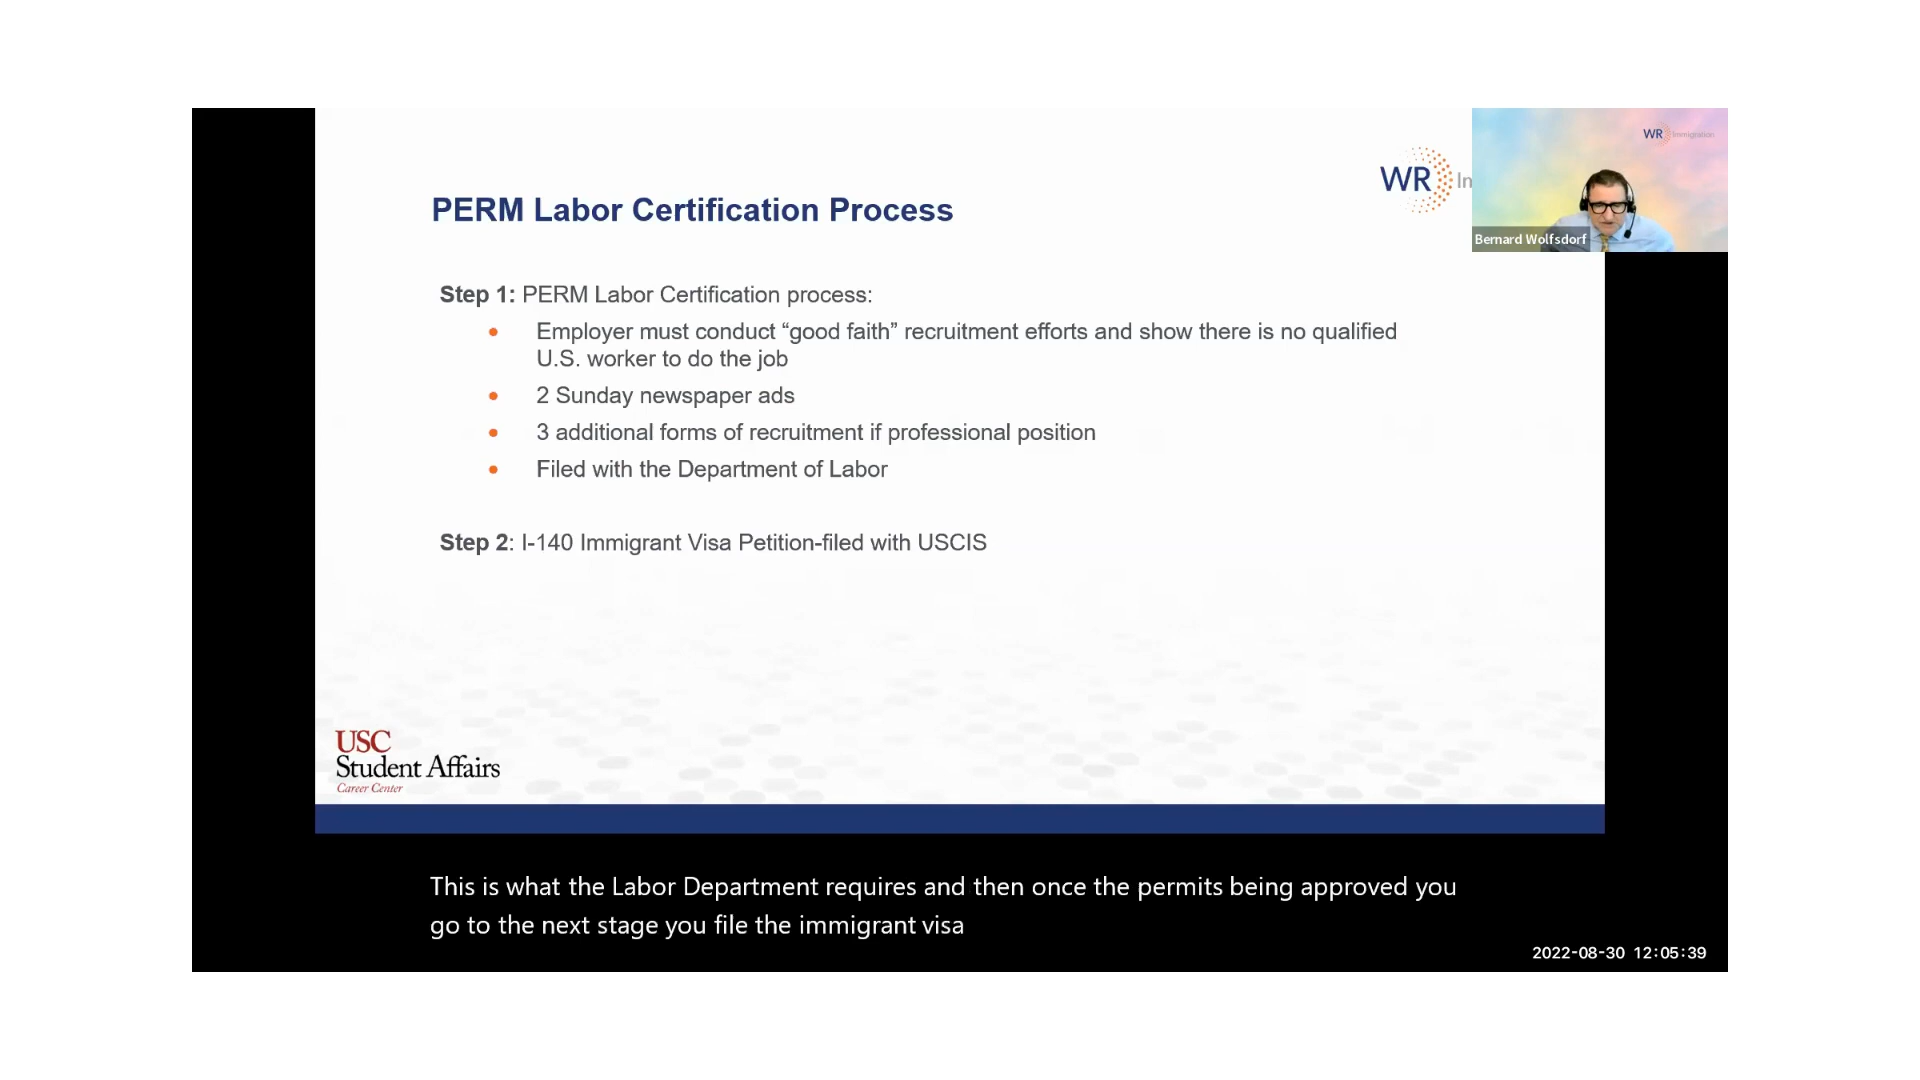 PERM Labor Certification Process
WR In
WR Immigration
Bernard Wolfsdorf
Step 1: PERM Labor Certification process:
• Employer must conduct “good faith” recruitment efforts and show there is no qualified
U.S. worker to do the job
• 2 Sunday newspaper ads
• 3 additional forms of recruitment if professional position
• Filed with the Department of Labor
Step 2: I-140 Immigrant Visa Petition-filed with USCIS
USC
Student Affairs
Career Center
This is what the Labor Department requires and then once the permits being approved you
go to the next stage you file the immigrant visa
2022-08-30 12:05:39